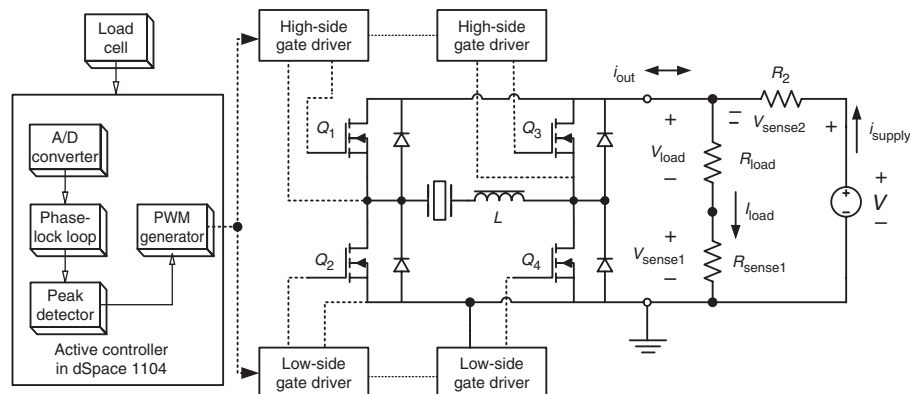 Load
cell
A/D
converter
Phase-
lock loop
Peak
detector
PWM
generator
Active controller
in dSpace 1104
High-side
gate driver
High-side
gate driver
Q1
Q3
Q2
Q4
L
Low-side
gate driver
Low-side
gate driver
iout
R2
+
−
−
Vsense2
+
isupply
Vload
Rload
−
Iload
+
Vsense1
−
Rsense1
+
V
−
+
−